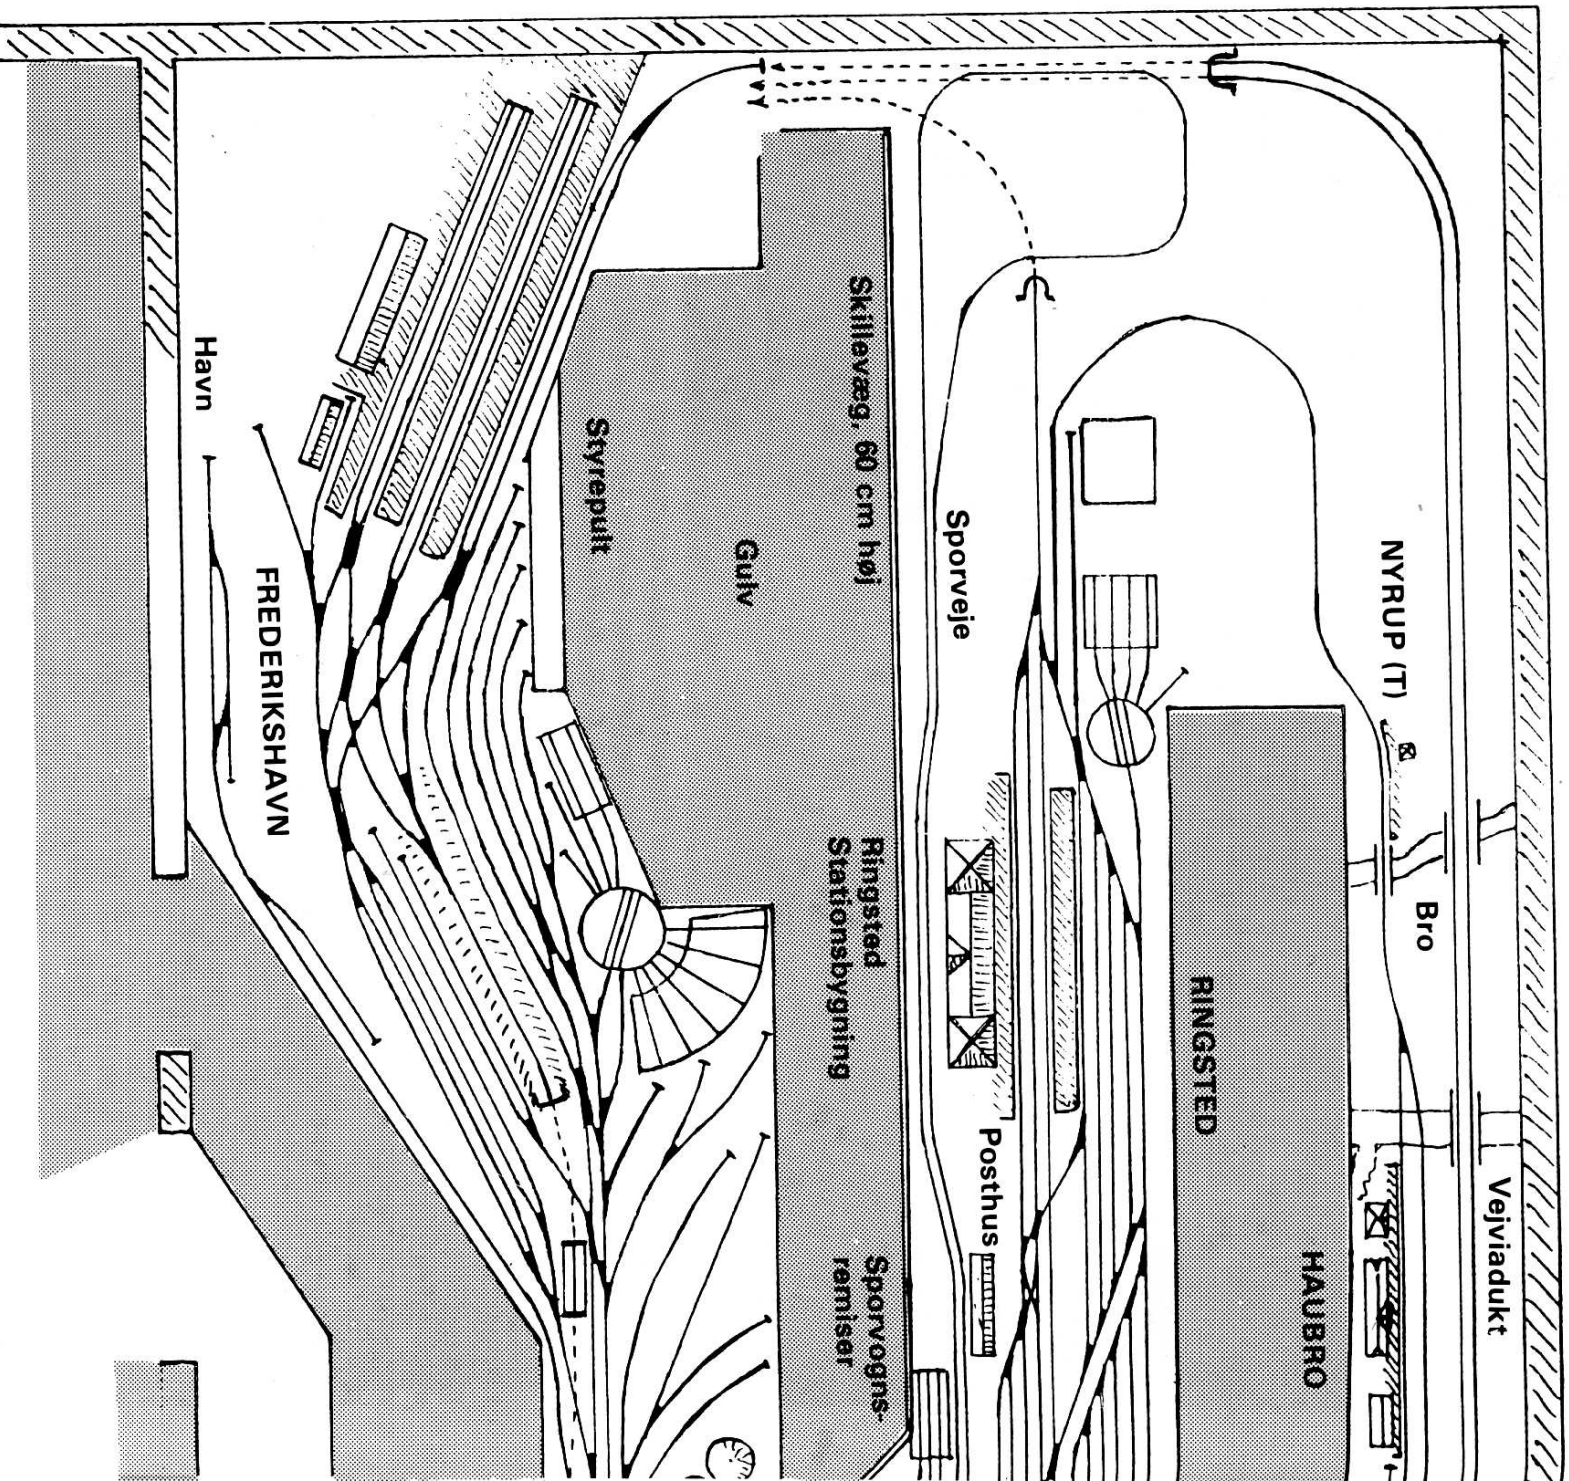 Havn
FREDERIKSHAVN
Styrepult
Gulv
Skillevæg, 60 cm høj
Ringsted
Stationsbygning
Sporvogns-
remiser
Sporveje
Posthus
RINGSTED
NYRUP (T)
Bro
HAUBRO
Vejviadukt